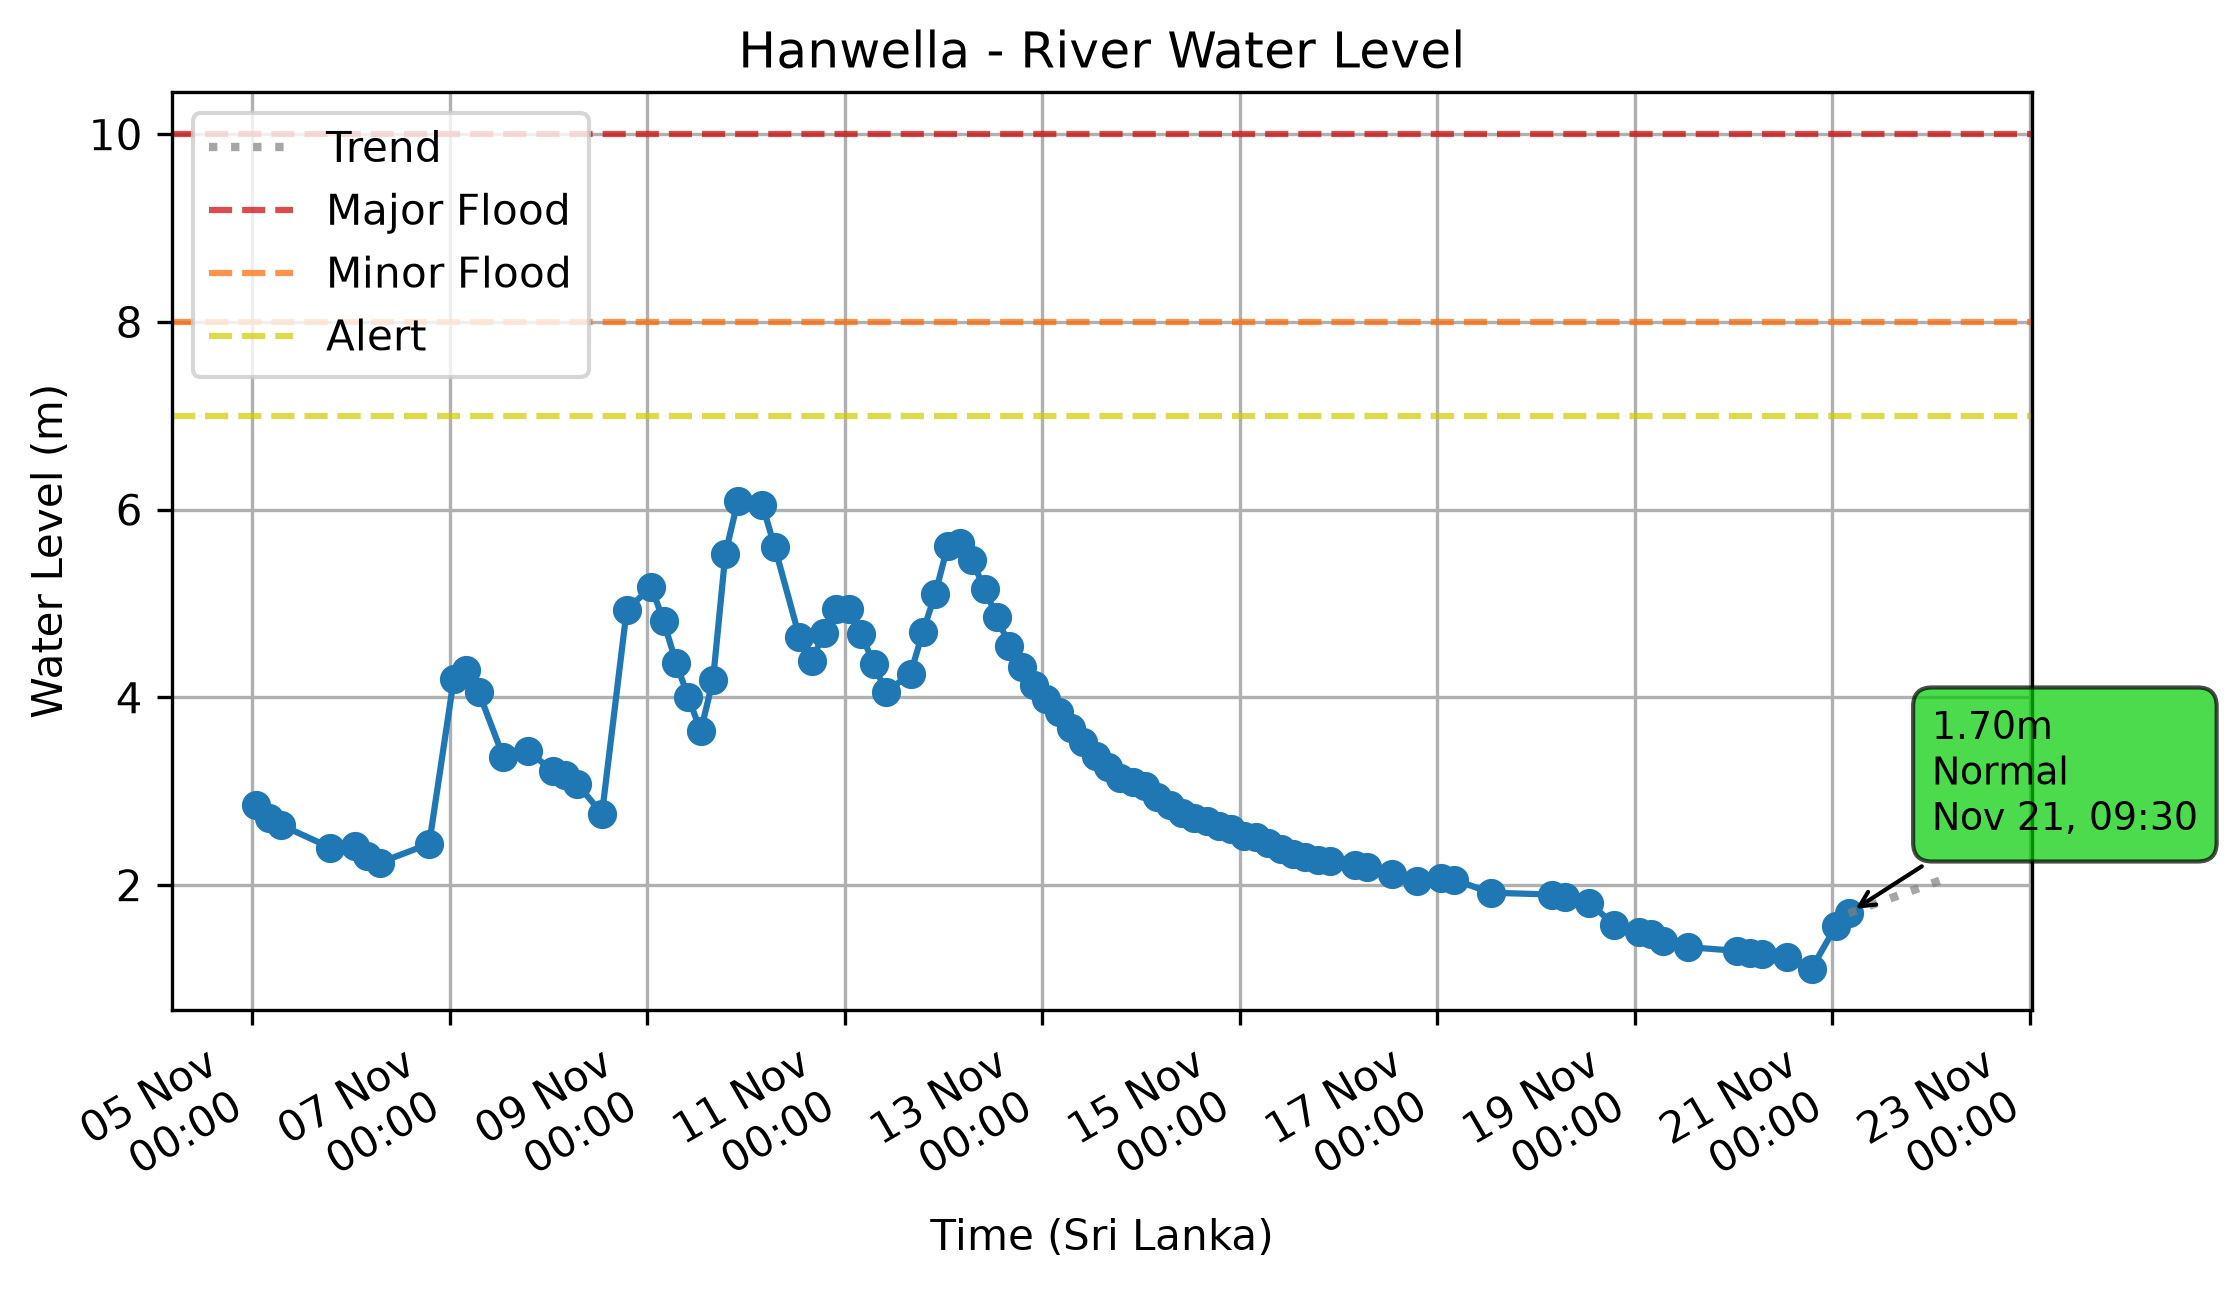 Hanwella - River Water Level
10
8
6
4
2
Water Level (m)
Trend
Major Flood
Minor Flood
Alert
1.70m
Normal
Nov 21, 09:30
05 Nov
00:00
07 Nov
00:00
09 Nov
00:00
11 Nov
00:00
13 Nov
00:00
15 Nov
00:00
17 Nov
00:00
19 Nov
00:00
21 Nov
00:00
23 Nov
00:00
Time (Sri Lanka)